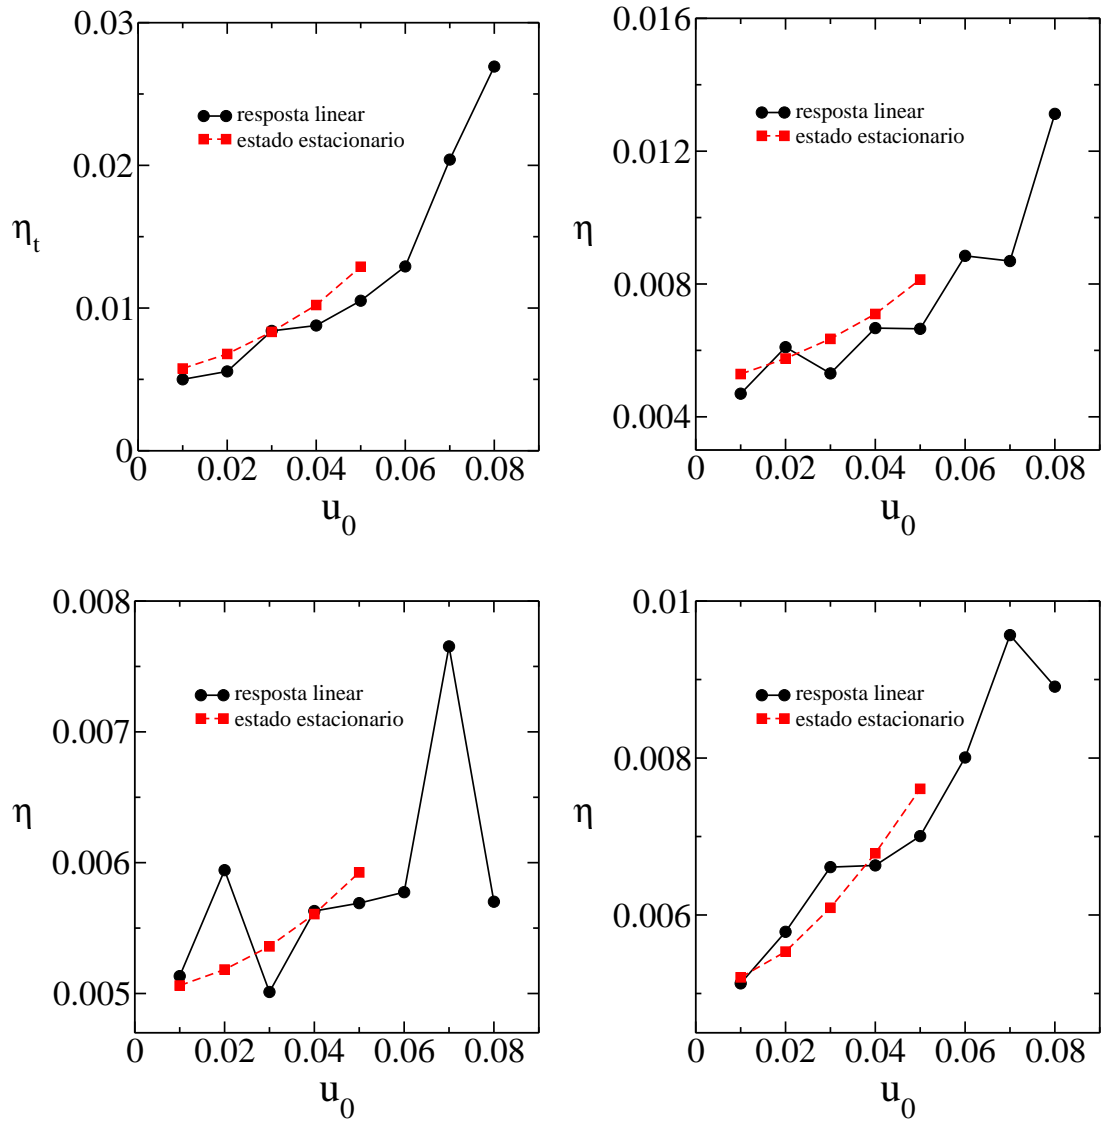 0.03
0.02
0.01
0
η_t
resposta linear
estado estacionario
0 0.02 0.04 0.06 0.08
u_0
0.016
0.012
0.008
0.004
η
resposta linear
estado estacionario
0 0.02 0.04 0.06 0.08
u_0
0.008
0.007
0.006
0.005
η
resposta linear
estado estacionario
0 0.02 0.04 0.06 0.08
u_0
0.01
0.008
0.006
η
resposta linear
estado estacionario
0 0.02 0.04 0.06 0.08
u_0